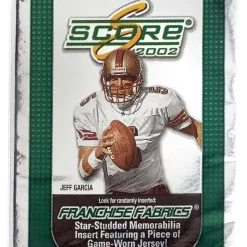 SCORE
2002
JEFF GARCIA
Look for randomly inserted:
FRANCHISE FABRICS®
Star-Studded Memorabilia
Insert Featuring a Piece of
Game-Worn Jersey!